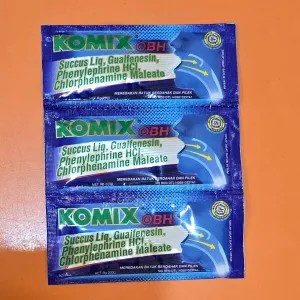 KOMIX OBH
Succus Liq, Guaifenesin,
Phenylephrine HCl,
Chlorphenamine Maleate
MEREDAKAN BATUK BERDAHAK DAN PILEK
KOMIX OBH
Succus Liq, Guaifenesin,
Phenylephrine HCl,
Chlorphenamine Maleate
MEREDAKAN BATUK BERDAHAK DAN PILEK
KOMIX OBH
Succus Liq, Guaifenesin,
Phenylephrine HCl,
Chlorphenamine Maleate
MEREDAKAN BATUK BERDAHAK DAN PILEK